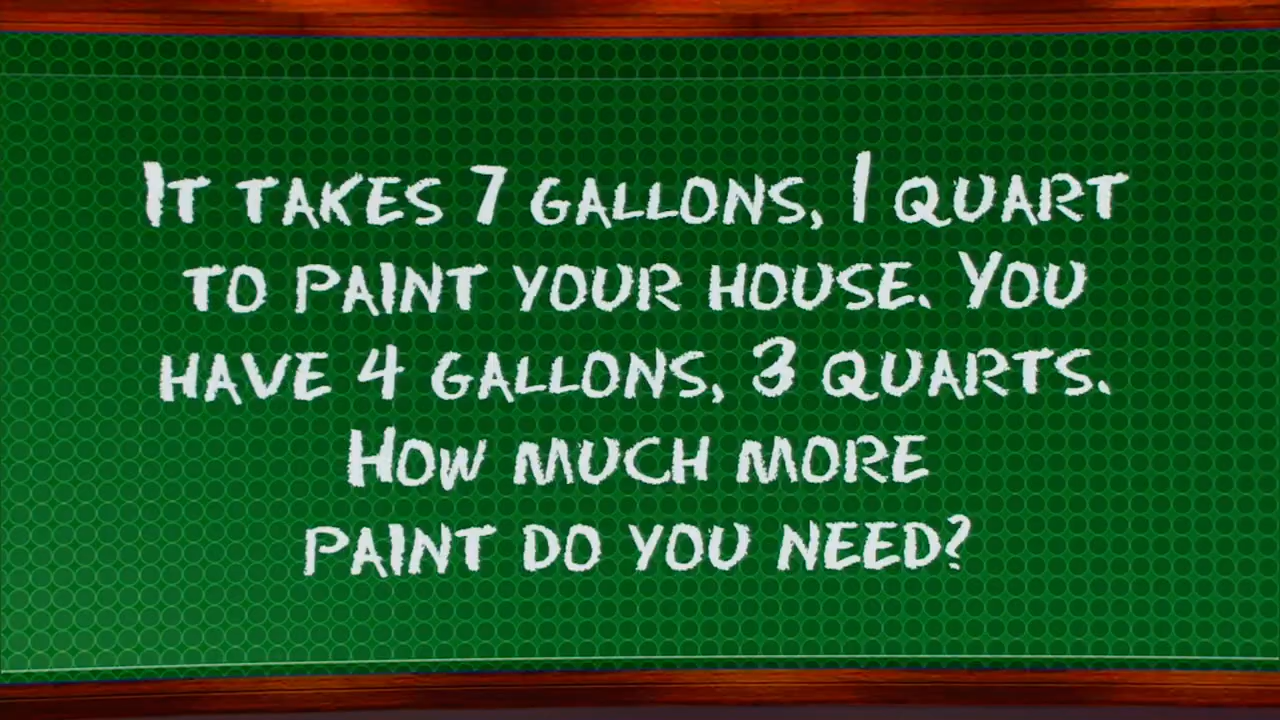 It takes 7 gallons, 1 quart
to paint your house. You
have 4 gallons, 3 quarts.
How much more
paint do you need?